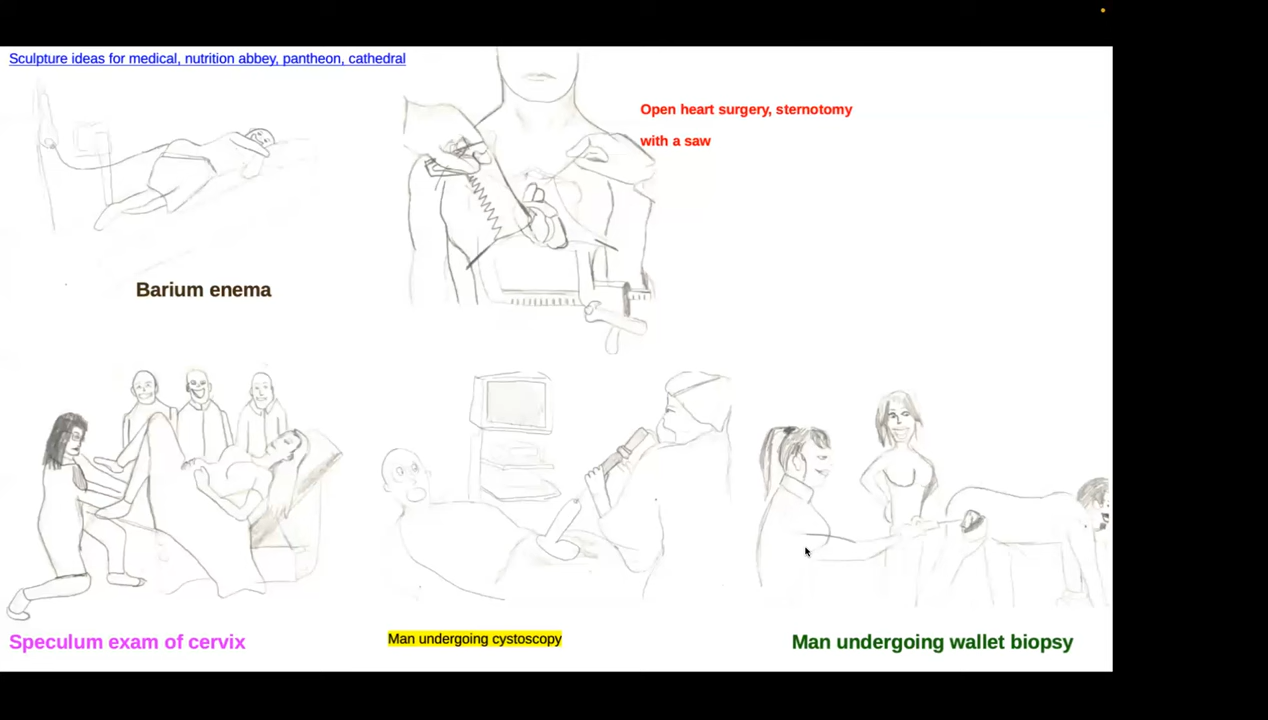 Sculpture ideas for medical, nutrition abbey, pantheon, cathedral
Open heart surgery, sternotomy
with a saw
Barium enema
Speculum exam of cervix
Man undergoing cystoscopy
Man undergoing wallet biopsy